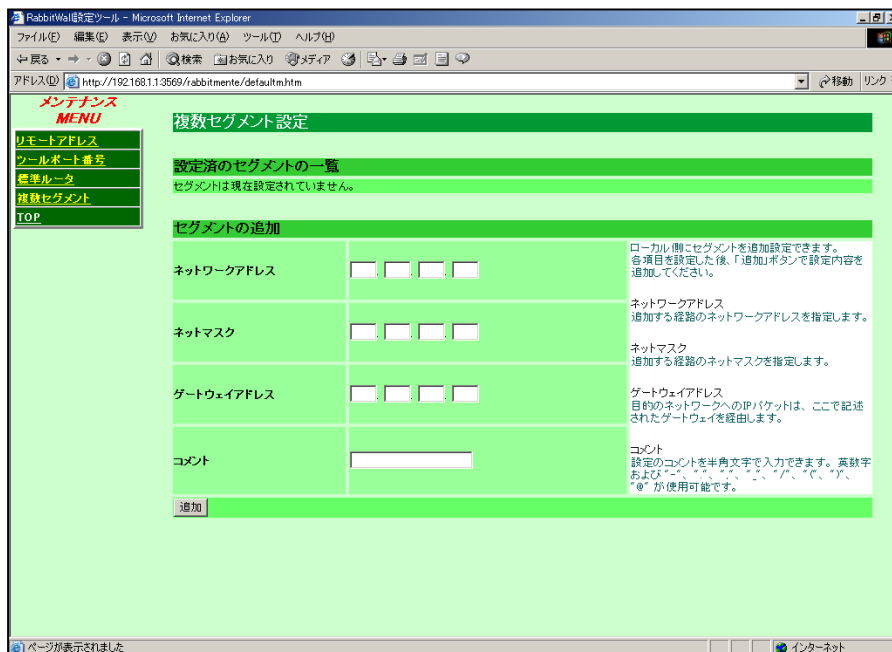 RabbitWall設定ツール - Microsoft Internet Explorer
ファイル(F) 編集(E) 表示(V) お気に入り(A) ツール(T) ヘルプ(H)
戻る 検索 お気に入り メディア
アドレス(D) http://192.168.1.1:3569/rabbitmente/defaultm.htm 移動 リンク
メンテナンス
MENU
リモートアドレス
ツールポート番号
標準ルータ
複数セグメント
TOP
複数セグメント設定
設定済のセグメントの一覧
セグメントは現在設定されていません。
セグメントの追加
ネットワークアドレス
ネットマスク
ゲートウェイアドレス
コメント
追加
ローカル側にセグメントを追加設定できます。
各項目を設定した後、「追加」ボタンで設定内容を
追加してください。
ネットワークアドレス
追加する経路のネットワークアドレスを指定します。
ネットマスク
追加する経路のネットマスクを指定します。
ゲートウェイアドレス
目的のネットワークへのIPパケットは、ここで記述
されたゲートウェイを経由します。
コメント
設定のコメントを半角文字で入力できます。英数字
および"-"、"."、","、"_"、"/"、"("、")"、
"@" が使用可能です。
ページが表示されました
インターネット